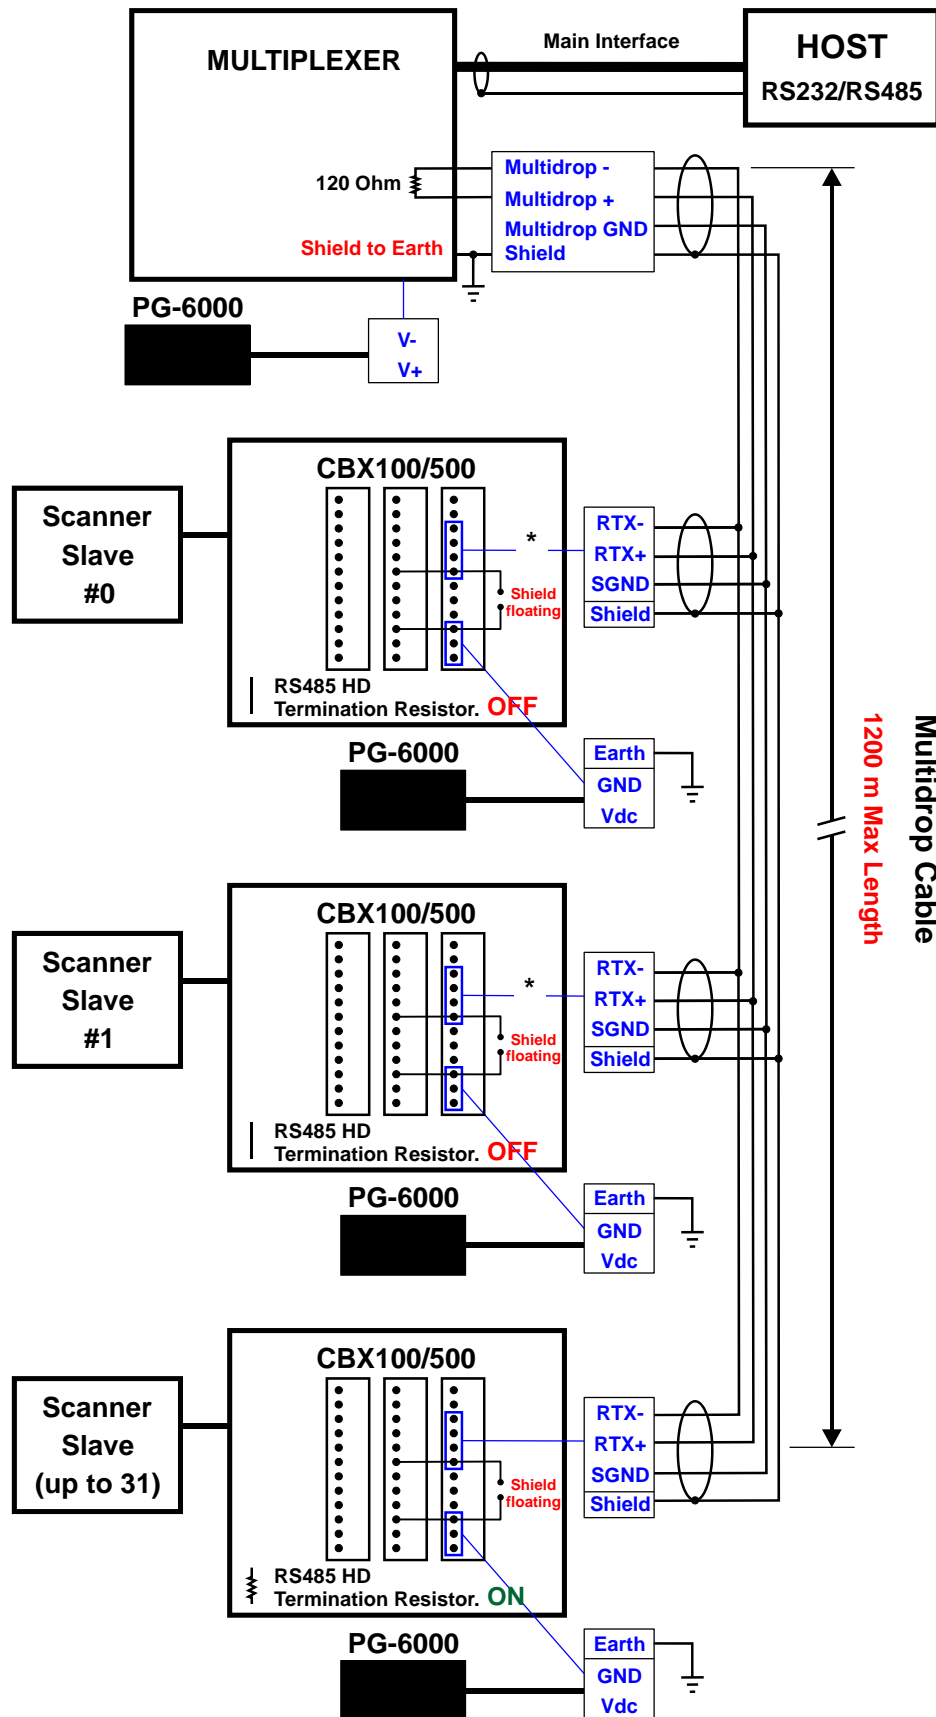 MULTIPLEXER
Main Interface
HOST
RS232/RS485
120 Ohm
Multidrop -
Multidrop +
Multidrop GND
Shield to Earth
Shield
PG-6000
V-
V+
CBX100/500
Scanner
Slave
#0
*
RTX-
RTX+
SGND
Shield
Shield
floating
RS485 HD
Termination Resistor. OFF
PG-6000
Earth
GND
Vdc
Multidrop Cable
1200 m Max Length
CBX100/500
Scanner
Slave
#1
*
RTX-
RTX+
SGND
Shield
Shield
floating
RS485 HD
Termination Resistor. OFF
PG-6000
Earth
GND
Vdc
CBX100/500
Scanner
Slave
(up to 31)
RTX-
RTX+
SGND
Shield
Shield
floating
RS485 HD
Termination Resistor. ON
PG-6000
Earth
GND
Vdc